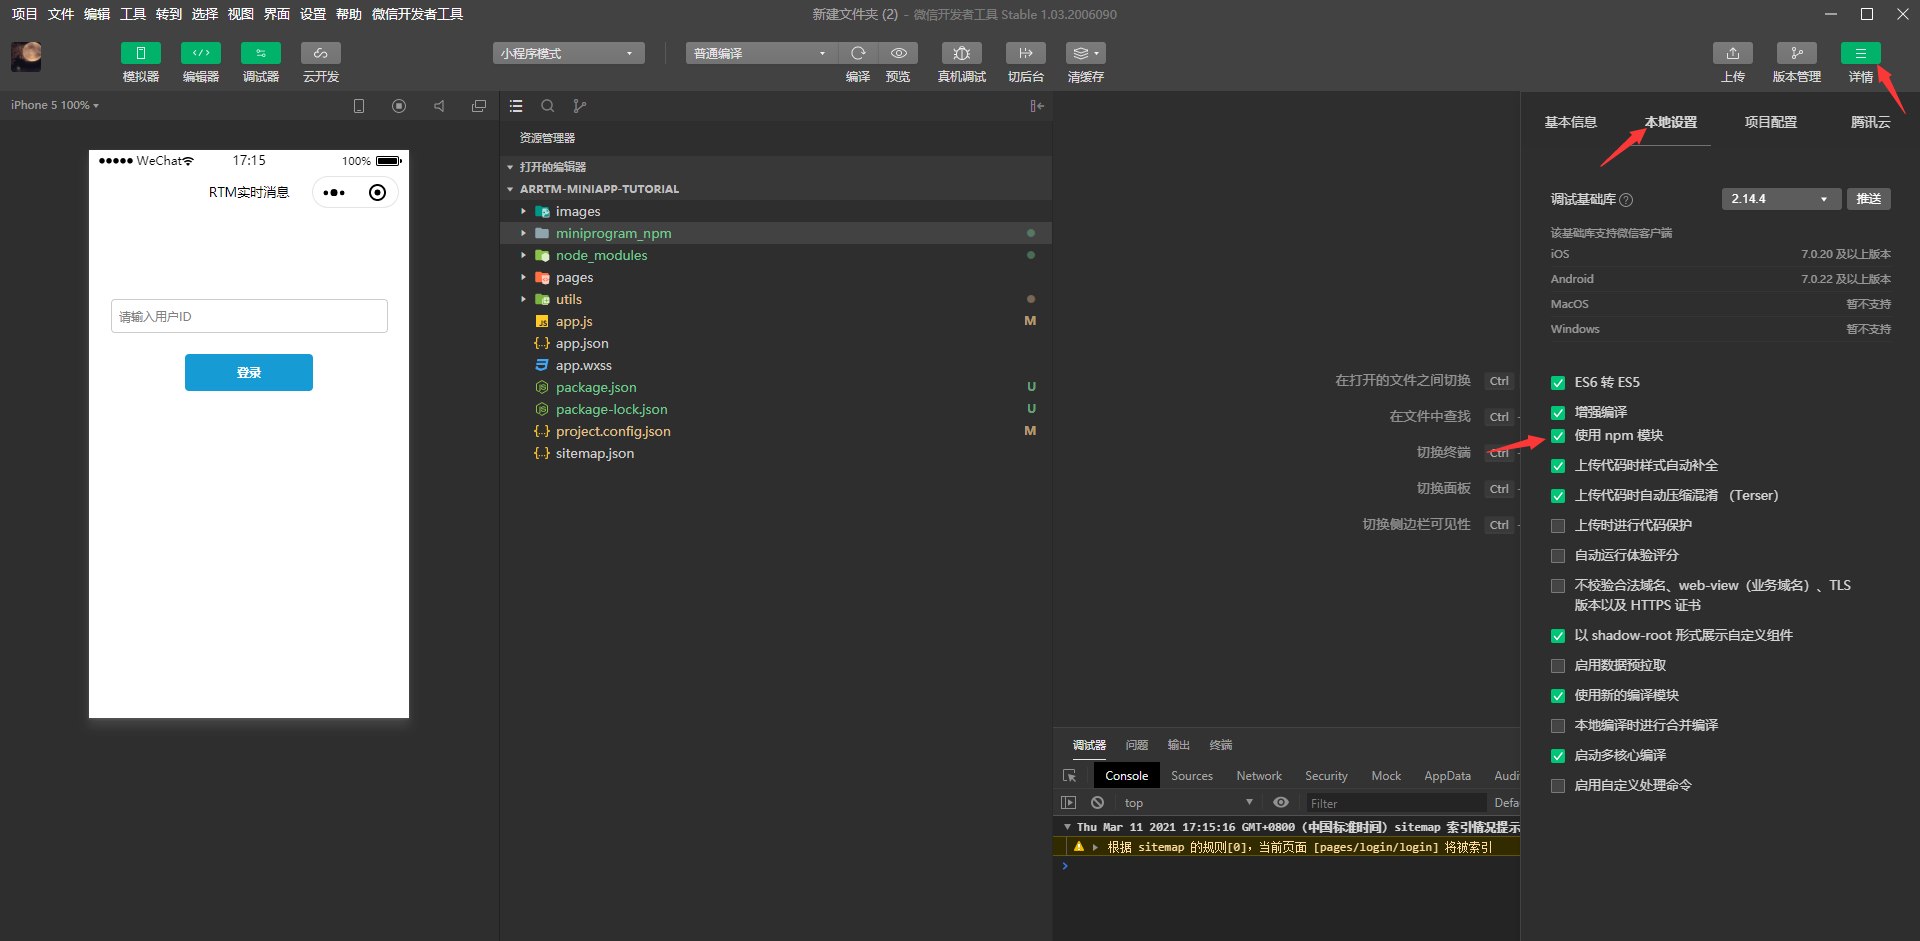 项目 文件 编辑 工具 转到 选择 视图 界面 设置 帮助 微信开发者工具
新建文件夹 (2) - 微信开发者工具 Stable 1.03.2006090
小程序模式
普通编译
模拟器 编辑器 调试器 云开发
编译 预览 真机调试 切后台 清缓存
上传 版本管理 详情
iPhone 5 100%
WeChat 17:15 100%
RTM实时消息
请输入用户ID
登录
资源管理器
打开的编辑器
ARRTM-MINIAPP-TUTORIAL
images
miniprogram_npm
node_modules
pages
utils
JS app.js M
{..} app.json
app.wxss
package.json U
package-lock.json U
{..} project.config.json M
{..} sitemap.json
在打开的文件之间切换 Ctrl
在文件中查找 Ctrl -
切换终端 Ctrl -
切换面板 Ctrl -
切换侧边栏可见性 Ctrl -
调试器 问题 输出 终端
Console Sources Network Security Mock AppData Audi
top Filter Defa
Thu Mar 11 2021 17:15:16 GMT+0800 (中国标准时间) sitemap 索引情况提示
根据 sitemap 的规则[0]，当前页面 [pages/login/login] 将被索引
基本信息 本地设置 项目配置 腾讯云
调试基础库 ? 2.14.4 推送
该基础库支持微信客户端
iOS 7.0.20 及以上版本
Android 7.0.22 及以上版本
MacOS 暂不支持
Windows 暂不支持
ES6 转 ES5
增强编译
使用 npm 模块
上传代码时样式自动补全
上传代码时自动压缩混淆 （Terser）
上传时进行代码保护
自动运行体验评分
不校验合法域名、web-view（业务域名）、TLS
版本以及 HTTPS 证书
以 shadow-root 形式展示自定义组件
启用数据预拉取
使用新的编译模块
本地编译时进行合并编译
启动多核心编译
启用自定义处理命令